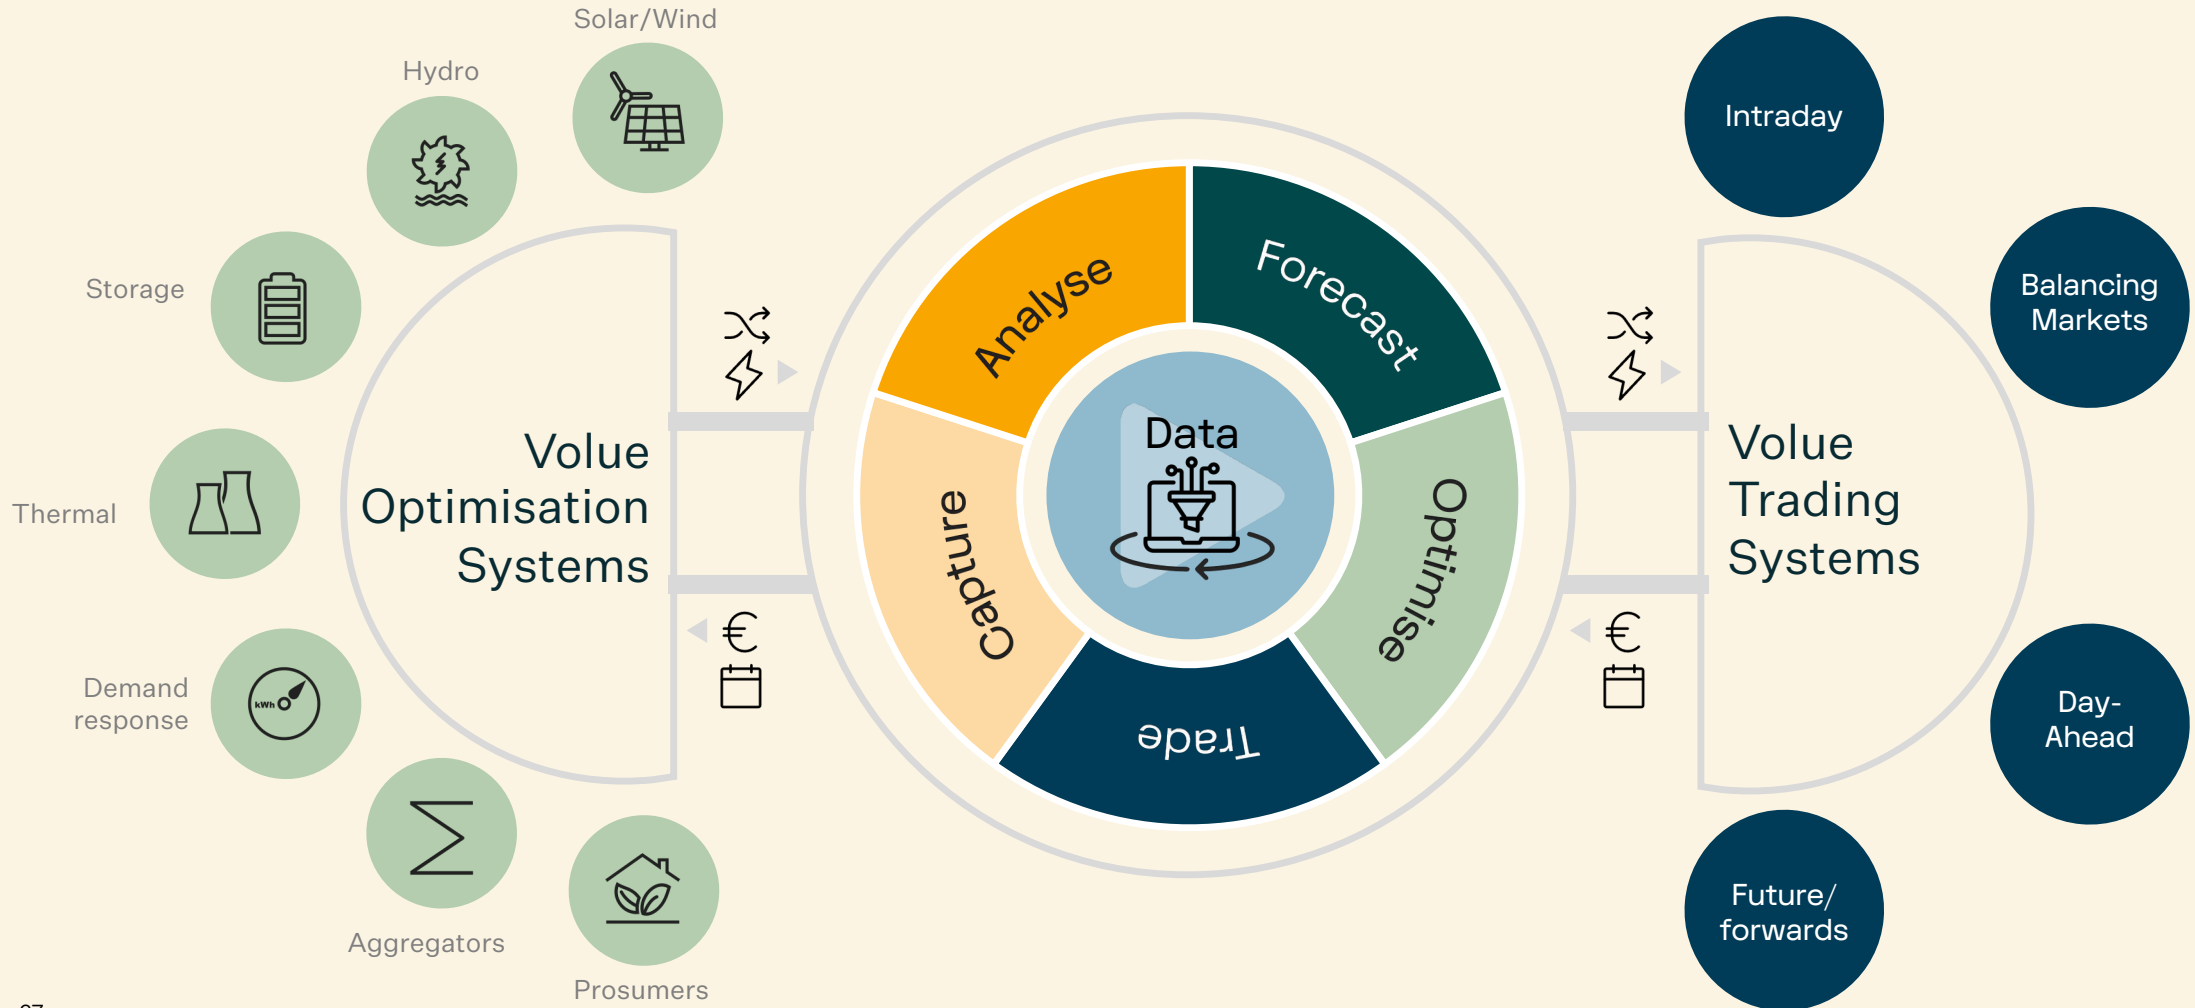 Solar/Wind
Hydro
Storage
Thermal
Demand
response
kWh
Aggregators
Prosumers
Volue
Optimisation
Systems
€
Analyse
Forecast
Capture
Optimise
Trade
Data
€
Volue
Trading
Systems
Intraday
Balancing
Markets
Day-
Ahead
Future/
forwards